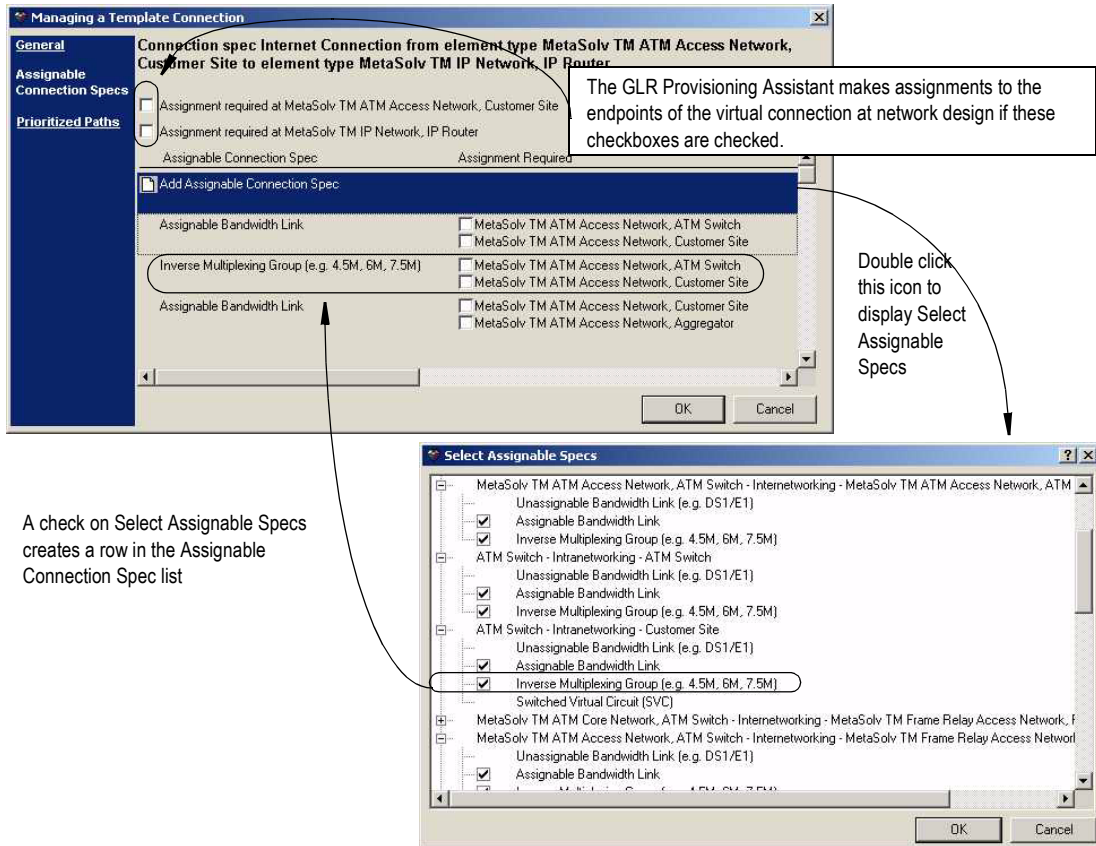 Managing a Template Connection
General
Assignable
Connection Specs
Prioritized Paths
Connection spec Internet Connection from element type MetaSolv TM ATM Access Network,
Customer Site to element type MetaSolv TM IP Network, IP Router
Assignment required at MetaSolv TM ATM Access Network, Customer Site
Assignment required at MetaSolv TM IP Network, IP Router
The GLR Provisioning Assistant makes assignments to the
endpoints of the virtual connection at network design if these
checkboxes are checked.
Assignable Connection Spec Assignment Required
Add Assignable Connection Spec
Assignable Bandwidth Link MetaSolv TM ATM Access Network, ATM Switch
MetaSolv TM ATM Access Network, Customer Site
Inverse Multiplexing Group (e.g. 4.5M, 6M, 7.5M) MetaSolv TM ATM Access Network, ATM Switch
MetaSolv TM ATM Access Network, Customer Site
Assignable Bandwidth Link MetaSolv TM ATM Access Network, Customer Site
MetaSolv TM ATM Access Network, Aggregator
OK Cancel
Double click
this icon to
display Select
Assignable
Specs
A check on Select Assignable Specs
creates a row in the Assignable
Connection Spec list
Select Assignable Specs
MetaSolv TM ATM Access Network, ATM Switch - Internetworking - MetaSolv TM ATM Access Network, ATM
Unassignable Bandwidth Link (e.g. DS1/E1)
Assignable Bandwidth Link
Inverse Multiplexing Group (e.g. 4.5M, 6M, 7.5M)
ATM Switch - Intranetworking - ATM Switch
Unassignable Bandwidth Link (e.g. DS1/E1)
Assignable Bandwidth Link
Inverse Multiplexing Group (e.g. 4.5M, 6M, 7.5M)
ATM Switch - Intranetworking - Customer Site
Unassignable Bandwidth Link (e.g. DS1/E1)
Assignable Bandwidth Link
Inverse Multiplexing Group (e.g. 4.5M, 6M, 7.5M)
Switched Virtual Circuit (SVC)
MetaSolv TM ATM Core Network, ATM Switch - Internetworking - MetaSolv TM Frame Relay Access Network,
MetaSolv TM ATM Access Network, ATM Switch - Internetworking - MetaSolv TM Frame Relay Access Networ
Unassignable Bandwidth Link (e.g. DS1/E1)
Assignable Bandwidth Link
OK Cancel